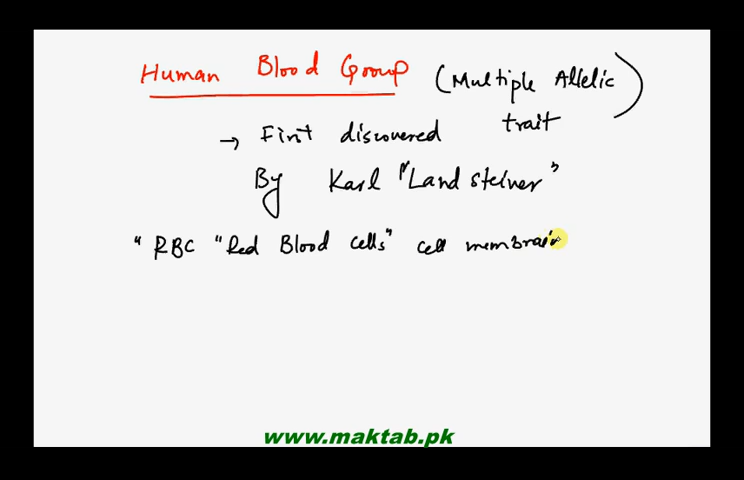 Human Blood Group (Multiple Allelic
trait)
→ First discovered
By Karl "Land steiner"
" RBC "Red Blood cells" cell membrain
www.maktab.pk